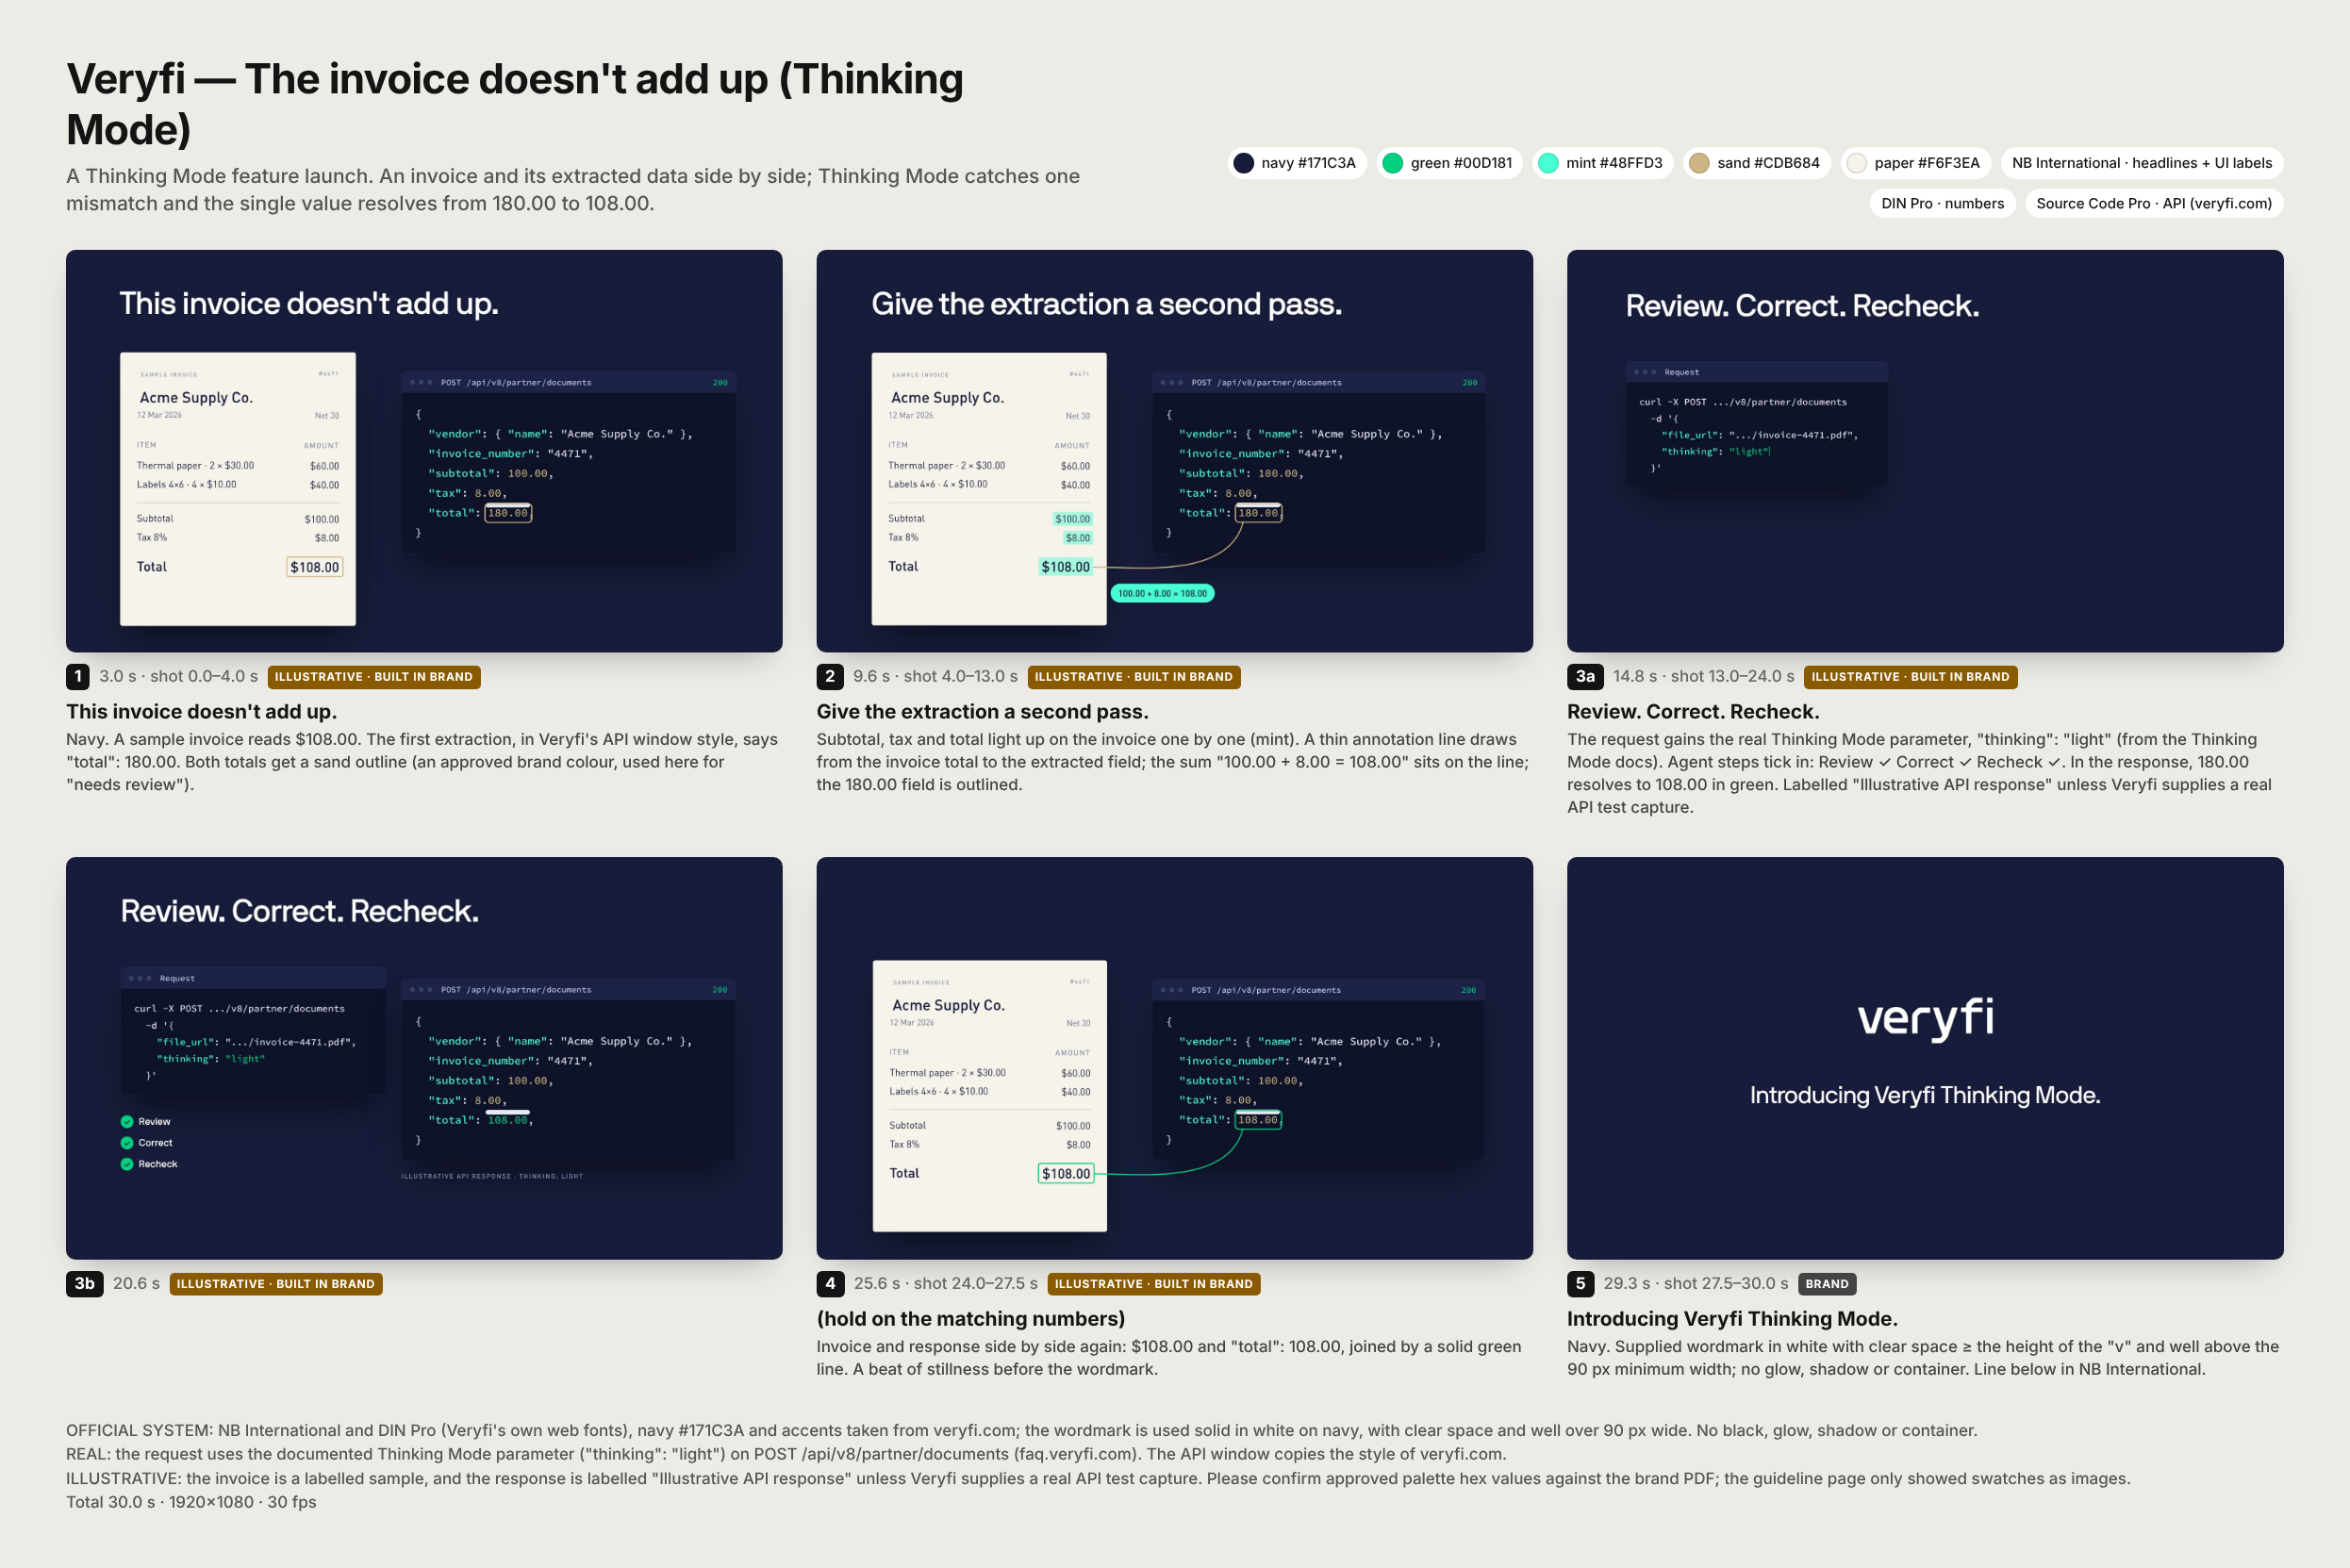 Veryfi — The invoice doesn't add up (Thinking
Mode)
A Thinking Mode feature launch. An invoice and its extracted data side by side; Thinking Mode catches one
mismatch and the single value resolves from 180.00 to 108.00.
navy #171C3A
green #00D181
mint #48FFD3
sand #CDB684
paper #F6F3EA
NB International · headlines + UI labels
DIN Pro · numbers
Source Code Pro · API (veryfi.com)
This invoice doesn't add up.
SAMPLE INVOICE #4471
Acme Supply Co.
12 Mar 2026 Net 30
ITEM AMOUNT
Thermal paper · 2 × $30.00 $60.00
Labels 4×6 · 4 × $10.00 $40.00
Subtotal $100.00
Tax 8% $8.00
Total $108.00
POST /api/v8/partner/documents 200
{
"vendor": { "name": "Acme Supply Co." },
"invoice_number": "4471",
"subtotal": 100.00,
"tax": 8.00,
"total": 180.00,
}
1 3.0 s · shot 0.0–4.0 s ILLUSTRATIVE · BUILT IN BRAND
This invoice doesn't add up.
Navy. A sample invoice reads $108.00. The first extraction, in Veryfi's API window style, says
"total": 180.00. Both totals get a sand outline (an approved brand colour, used here for
"needs review").
Give the extraction a second pass.
SAMPLE INVOICE #4471
Acme Supply Co.
12 Mar 2026 Net 30
ITEM AMOUNT
Thermal paper · 2 × $30.00 $60.00
Labels 4×6 · 4 × $10.00 $40.00
Subtotal $100.00
Tax 8% $8.00
Total $108.00
100.00 + 8.00 = 108.00
POST /api/v8/partner/documents 200
{
"vendor": { "name": "Acme Supply Co." },
"invoice_number": "4471",
"subtotal": 100.00,
"tax": 8.00,
"total": 180.00,
}
2 9.6 s · shot 4.0–13.0 s ILLUSTRATIVE · BUILT IN BRAND
Give the extraction a second pass.
Subtotal, tax and total light up on the invoice one by one (mint). A thin annotation line draws
from the invoice total to the extracted field; the sum "100.00 + 8.00 = 108.00" sits on the line;
the 180.00 field is outlined.
Review. Correct. Recheck.
Request
curl -X POST .../v8/partner/documents
-d '{
"file_url": ".../invoice-4471.pdf",
"thinking": "light"
}'
3a 14.8 s · shot 13.0–24.0 s ILLUSTRATIVE · BUILT IN BRAND
Review. Correct. Recheck.
The request gains the real Thinking Mode parameter, "thinking": "light" (from the Thinking
Mode docs). Agent steps tick in: Review ✓ Correct ✓ Recheck ✓. In the response, 180.00
resolves to 108.00 in green. Labelled "Illustrative API response" unless Veryfi supplies a real
API test capture.
Review. Correct. Recheck.
Request
curl -X POST .../v8/partner/documents
-d '{
"file_url": ".../invoice-4471.pdf",
"thinking": "light"
}'
Review
Correct
Recheck
POST /api/v8/partner/documents 200
{
"vendor": { "name": "Acme Supply Co." },
"invoice_number": "4471",
"subtotal": 100.00,
"tax": 8.00,
"total": 108.00,
}
ILLUSTRATIVE API RESPONSE · THINKING: LIGHT
3b 20.6 s ILLUSTRATIVE · BUILT IN BRAND
SAMPLE INVOICE #4471
Acme Supply Co.
12 Mar 2026 Net 30
ITEM AMOUNT
Thermal paper · 2 × $30.00 $60.00
Labels 4×6 · 4 × $10.00 $40.00
Subtotal $100.00
Tax 8% $8.00
Total $108.00
POST /api/v8/partner/documents 200
{
"vendor": { "name": "Acme Supply Co." },
"invoice_number": "4471",
"subtotal": 100.00,
"tax": 8.00,
"total": 108.00,
}
4 25.6 s · shot 24.0–27.5 s ILLUSTRATIVE · BUILT IN BRAND
(hold on the matching numbers)
Invoice and response side by side again: $108.00 and "total": 108.00, joined by a solid green
line. A beat of stillness before the wordmark.
veryfi
Introducing Veryfi Thinking Mode.
5 29.3 s · shot 27.5–30.0 s BRAND
Introducing Veryfi Thinking Mode.
Navy. Supplied wordmark in white with clear space ≥ the height of the "v" and well above the
90 px minimum width; no glow, shadow or container. Line below in NB International.
OFFICIAL SYSTEM: NB International and DIN Pro (Veryfi's own web fonts), navy #171C3A and accents taken from veryfi.com; the wordmark is used solid in white on navy, with clear space and well over 90 px wide. No black, glow, shadow or container.
REAL: the request uses the documented Thinking Mode parameter ("thinking": "light") on POST /api/v8/partner/documents (faq.veryfi.com). The API window copies the style of veryfi.com.
ILLUSTRATIVE: the invoice is a labelled sample, and the response is labelled "Illustrative API response" unless Veryfi supplies a real API test capture. Please confirm approved palette hex values against the brand PDF; the guideline page only showed swatches as images.
Total 30.0 s · 1920×1080 · 30 fps